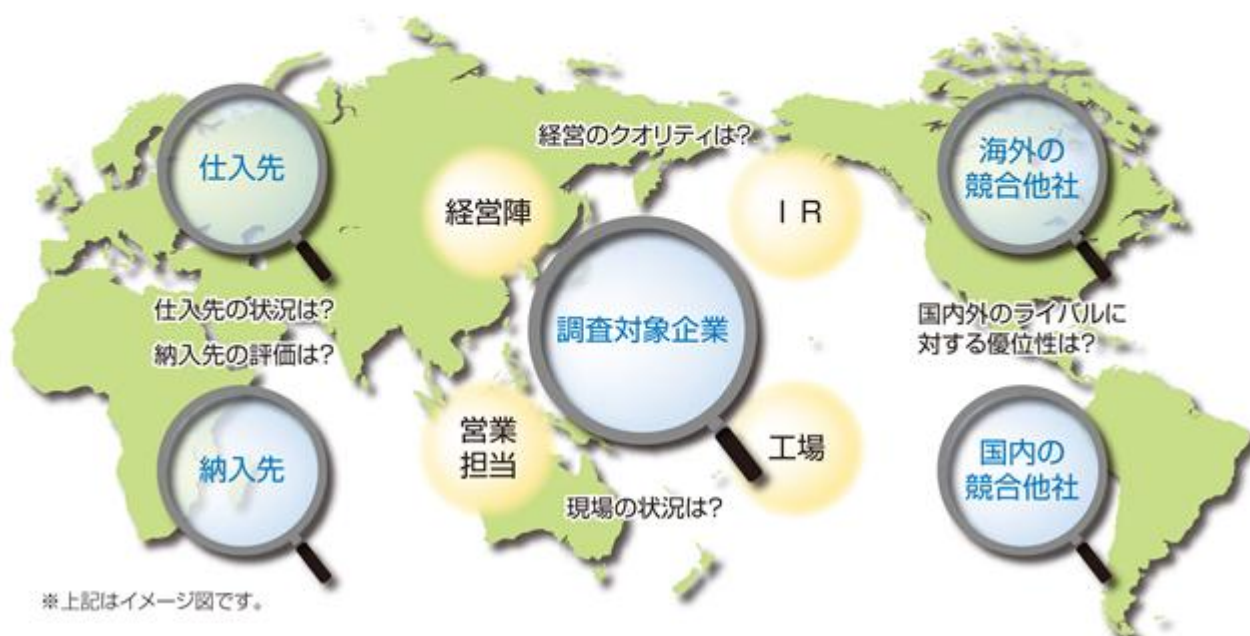 経営のクオリティは?
仕入先
海外の
競合他社
経営陣
I R
仕入先の状況は?
調査対象企業
国内外のライバルに
対する優位性は?
納入先の評価は?
納入先
営業
担当
工場
国内の
競合他社
現場の状況は?
※上記はイメージ図です。